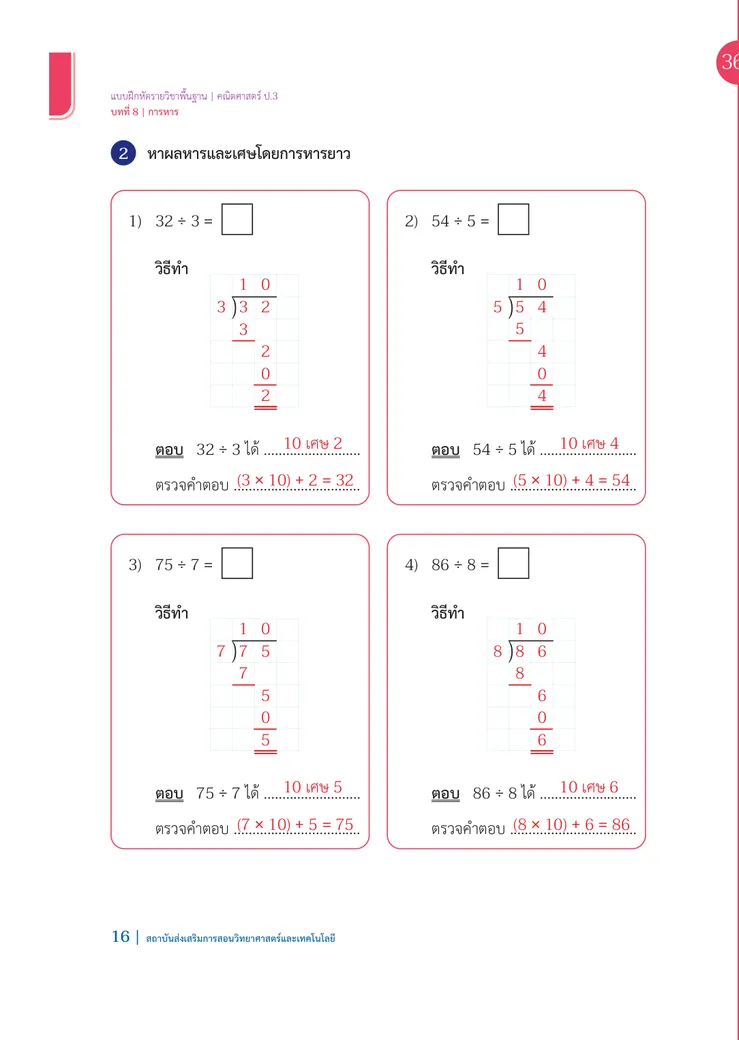 36
แบบฝึกหัดรายวิชาพื้นฐาน | คณิตศาสตร์ ป.3
บทที่ 8 | การหาร
2 หาผลหารและเศษโดยการหารยาว
1) 32 ÷ 3 =
วิธีทำ
1 0
3 ) 3 2
3
2
0
2
ตอบ 32 ÷ 3 ได้ 10 เศษ 2
ตรวจคำตอบ (3 × 10) + 2 = 32
2) 54 ÷ 5 =
วิธีทำ
1 0
5 ) 5 4
5
4
0
4
ตอบ 54 ÷ 5 ได้ 10 เศษ 4
ตรวจคำตอบ (5 × 10) + 4 = 54
3) 75 ÷ 7 =
วิธีทำ
1 0
7 ) 7 5
7
5
0
5
ตอบ 75 ÷ 7 ได้ 10 เศษ 5
ตรวจคำตอบ (7 × 10) + 5 = 75
4) 86 ÷ 8 =
วิธีทำ
1 0
8 ) 8 6
8
6
0
6
ตอบ 86 ÷ 8 ได้ 10 เศษ 6
ตรวจคำตอบ (8 × 10) + 6 = 86
16 | สถาบันส่งเสริมการสอนวิทยาศาสตร์และเทคโนโลยี